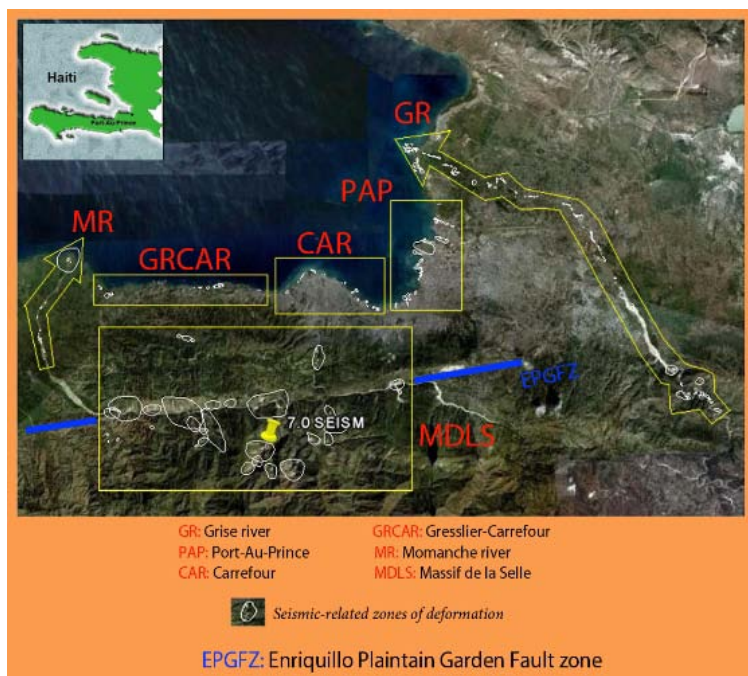 Haiti
Port-Au-Prince
GR
PAP
MR
CAR
GRCAR
EPGFZ
7.0 SEISM
MDLS
GR: Grise river
GRCAR: Gresslier-Carrefour
PAP: Port-Au-Prince
MR: Momanche river
CAR: Carrefour
MDLS: Massif de la Selle
Seismic-related zones of deformation
EPGFZ: Enriquillo Plaintain Garden Fault zone